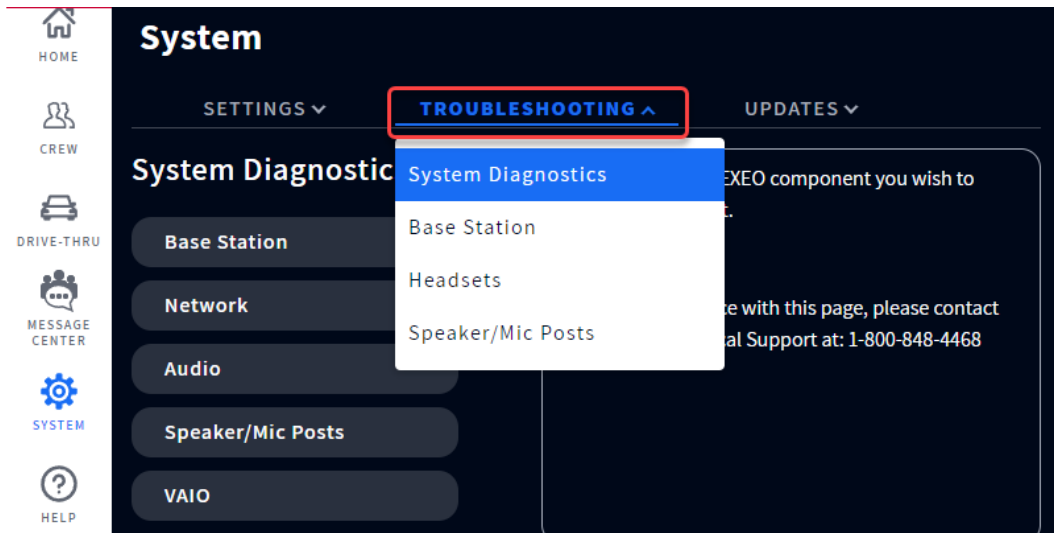 HOME
CREW
DRIVE-THRU
MESSAGE
CENTER
SYSTEM
HELP
System
SETTINGS
TROUBLESHOOTING
UPDATES
System Diagnostic
Base Station
Network
Audio
Speaker/Mic Posts
VAIO
System Diagnostics
Base Station
Headsets
Speaker/Mic Posts
EXEO component you wish to
with this page, please contact
Support at: 1-800-848-4468